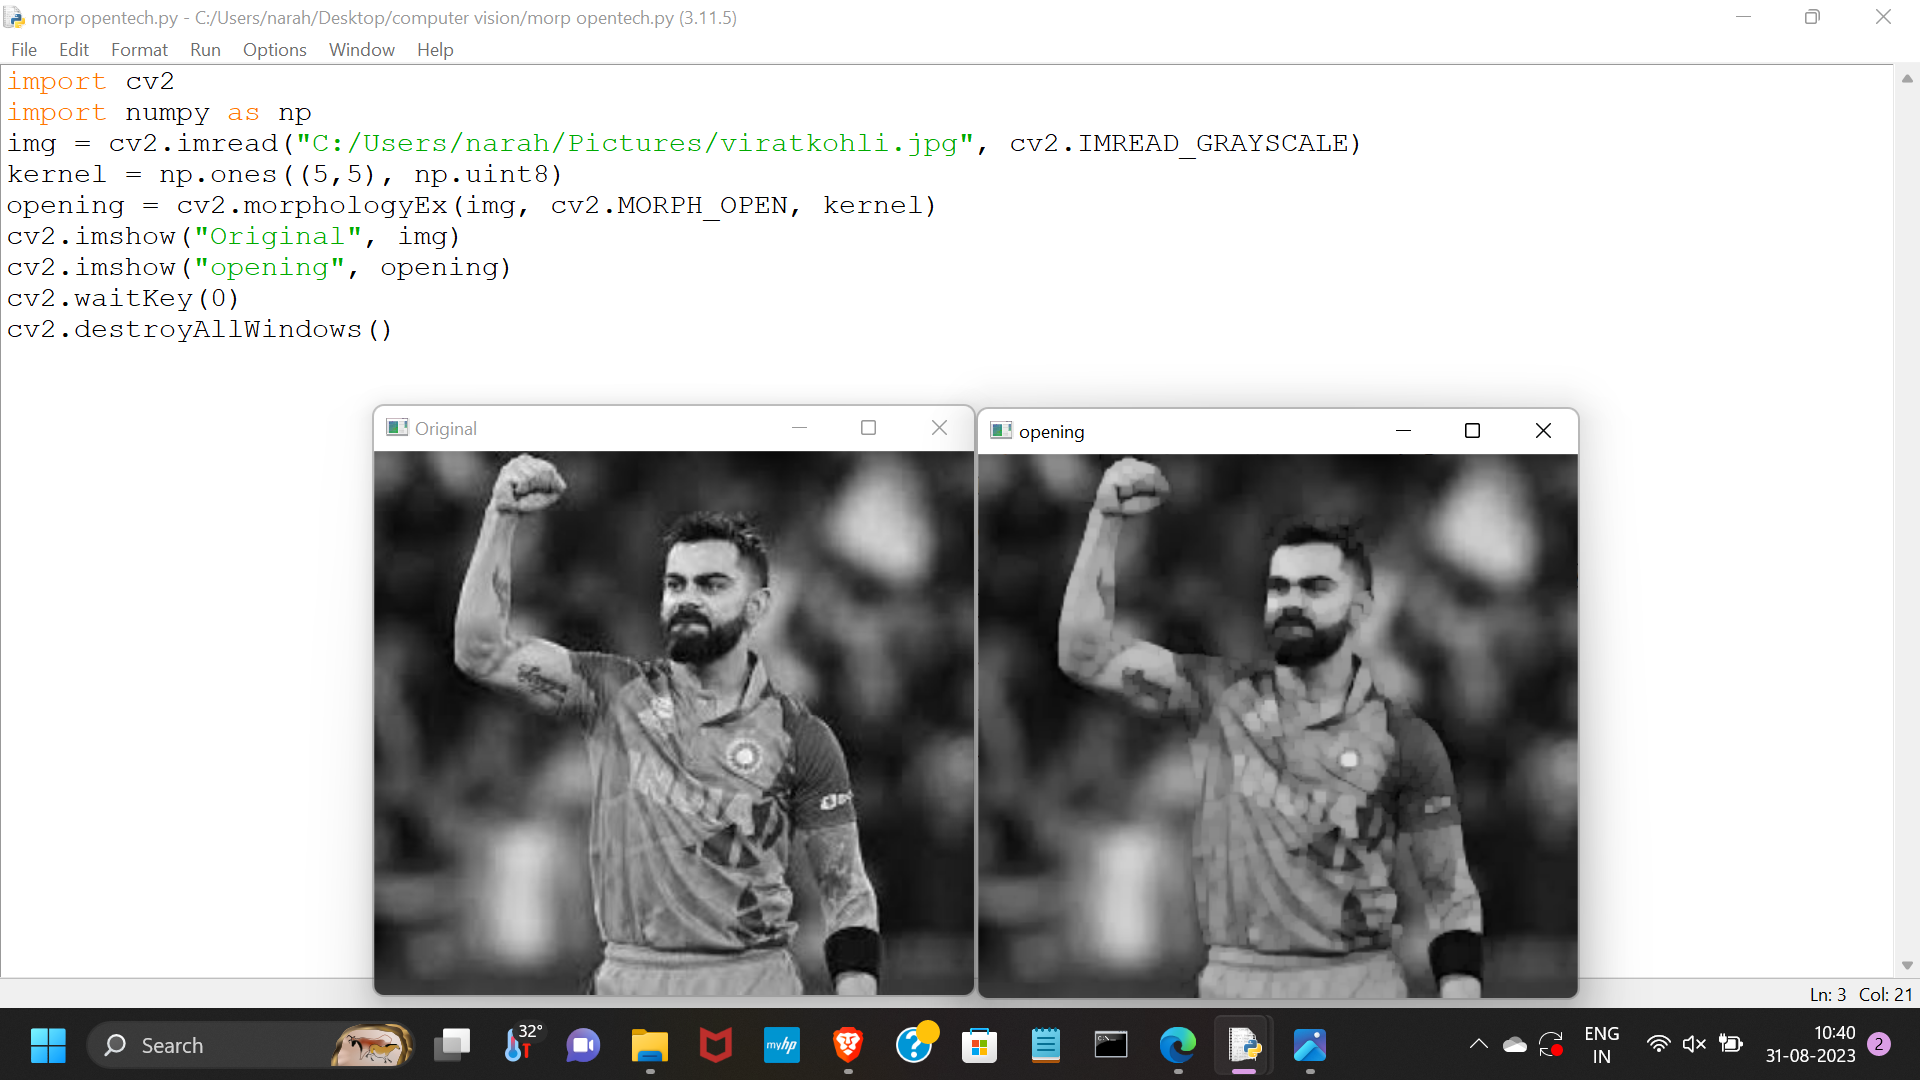 morp opentech.py - C:/Users/narah/Desktop/computer vision/morp opentech.py (3.11.5)
File Edit Format Run Options Window Help
import cv2
import numpy as np
img = cv2.imread("C:/Users/narah/Pictures/viratkohli.jpg", cv2.IMREAD_GRAYSCALE)
kernel = np.ones((5,5), np.uint8)
opening = cv2.morphologyEx(img, cv2.MORPH_OPEN, kernel)
cv2.imshow("Original", img)
cv2.imshow("opening", opening)
cv2.waitKey(0)
cv2.destroyAllWindows()
Original
opening
Ln: 3 Col: 21
Search
32°
myhp
ENG
IN
10:40
31-08-2023
2